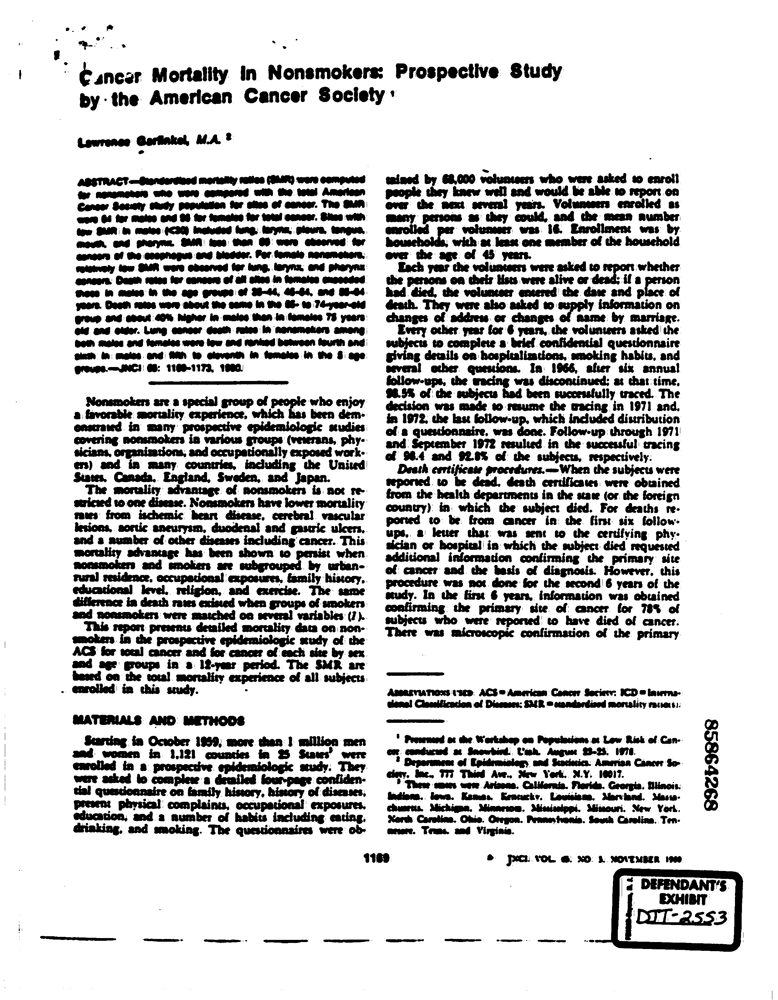 Cancer Mortality in Nonsmokers: Prospective Study
by the American Cancer Society ¹
Lawrence Garfinkel, M.A. ²
ABSTRACT—Standardized mortality ratios (SMR) were computed
for nonsmokers who were compared with the total American
Cancer Society study population for sites of cancer. The SMR
were 64 for males and 86 for females for total cancer. Sites with
low SMR in males (<30) included lung, larynx, pleura, tongue,
mouth, and pharynx. SMR less than 60 were observed for
cancers of the esophagus and bladder. For female nonsmokers,
relatively low SMR were observed for lung, larynx, and pharynx
cancers. Death rates for cancers of all sites in females exceeded
those in males in the age groups of 35-44, 45-54, and 55-64
years. Death rates were about the same in the 65- to 74-year-old
group and about 40% higher in males than in females 75 years
old and older. Lung cancer death rates in nonsmokers among
both males and females were low and ranked between fourth and
sixth in males and fifth to eleventh in females in the 5 age
groups.—JNCI 65: 1169-1173, 1980.
Nonsmokers are a special group of people who enjoy
a favorable mortality experience, which has been dem-
onstrated in many prospective epidemiologic studies
covering nonsmokers in various groups (veterans, phy-
sicians, organizations, and occupationally exposed work-
ers) and in many countries, including the United
States, Canada, England, Sweden, and Japan.
The mortality advantage of nonsmokers is not re-
stricted to one disease. Nonsmokers have lower mortality
rates from ischemic heart disease, cerebral vascular
lesions, aortic aneurysm, duodenal and gastric ulcers,
and a number of other diseases including cancer. This
mortality advantage has been shown to persist when
nonsmokers and smokers are subgrouped by urban-
rural residence, occupational exposures, family history,
educational level, religion, and exercise. The same
difference in death rates existed when groups of smokers
and nonsmokers were matched on several variables (1).
This report presents detailed mortality data on non-
smokers in the prospective epidemiologic study of the
ACS for total cancer and for cancer of each site by sex
and age groups in a 12-year period. The SMR are
based on the total mortality experience of all subjects
enrolled in this study.
MATERIALS AND METHODS
Starting in October 1959, more than 1 million men
and women in 1,121 counties in 25 States³ were
enrolled in a prospective epidemiologic study. They
were asked to complete a detailed four-page confiden-
tial questionnaire on family history, history of diseases,
present physical complaints, occupational exposures,
education, and a number of habits including eating,
drinking, and smoking. The questionnaires were ob-
tained by 68,000 volunteers who were asked to enroll
people they knew well and would be able to report on
over the next several years. Volunteers enrolled as
many persons as they could, and the mean number
enrolled per volunteer was 16. Enrollment was by
households, with at least one member of the household
over the age of 45 years.
Each year the volunteers were asked to report whether
the persons on their lists were alive or dead; if a person
had died, the volunteer entered the date and place of
death. They were also asked to supply information on
changes of address or changes of name by marriage.
Every other year for 6 years, the volunteers asked the
subjects to complete a brief confidential questionnaire
giving details on hospitalizations, smoking habits, and
several other questions. In 1966, after six annual
follow-ups, the tracing was discontinued; at that time,
98.5% of the subjects had been successfully traced. The
decision was made to resume the tracing in 1971 and,
in 1972, the last follow-up, which included distribution
of a questionnaire, was done. Follow-up through 1971
and September 1972 resulted in the successful tracing
of 98.4 and 92.8% of the subjects, respectively.
Death certificate procedures.—When the subjects were
reported to be dead, death certificates were obtained
from the health departments in the state (or the foreign
country) in which the subject died. For deaths re-
ported to be from cancer in the first six follow-
ups, a letter that was sent to the certifying phy-
sician or hospital in which the subject died requested
additional information confirming the primary site
of cancer and the basis of diagnosis. However, this
procedure was not done for the second 6 years of the
study. In the first 6 years, information was obtained
confirming the primary site of cancer for 78% of
subjects who were reported to have died of cancer.
There was microscopic confirmation of the primary
ABBREVIATIONS USED: ACS=American Cancer Society; ICD=Interna-
tional Classification of Diseases; SMR=standardized mortality ratio(s).
¹ Presented at the Workshop on Populations at Low Risk of Can-
cer conducted at Snowbird, Utah, August 23-25, 1978.
² Department of Epidemiology and Statistics, American Cancer So-
ciety, Inc., 777 Third Ave., New York, N.Y. 10017.
³ These states were Arizona, California, Florida, Georgia, Illinois,
Indiana, Iowa, Kansas, Kentucky, Louisiana, Maryland, Massa-
chusetts, Michigan, Minnesota, Mississippi, Missouri, New York,
North Carolina, Ohio, Oregon, Pennsylvania, South Carolina, Ten-
nessee, Texas, and Virginia.
85864268
1169
JNCI, VOL. 65, NO. 5, NOVEMBER 1980
DEFENDANT'S
EXHIBIT
DTT-2553